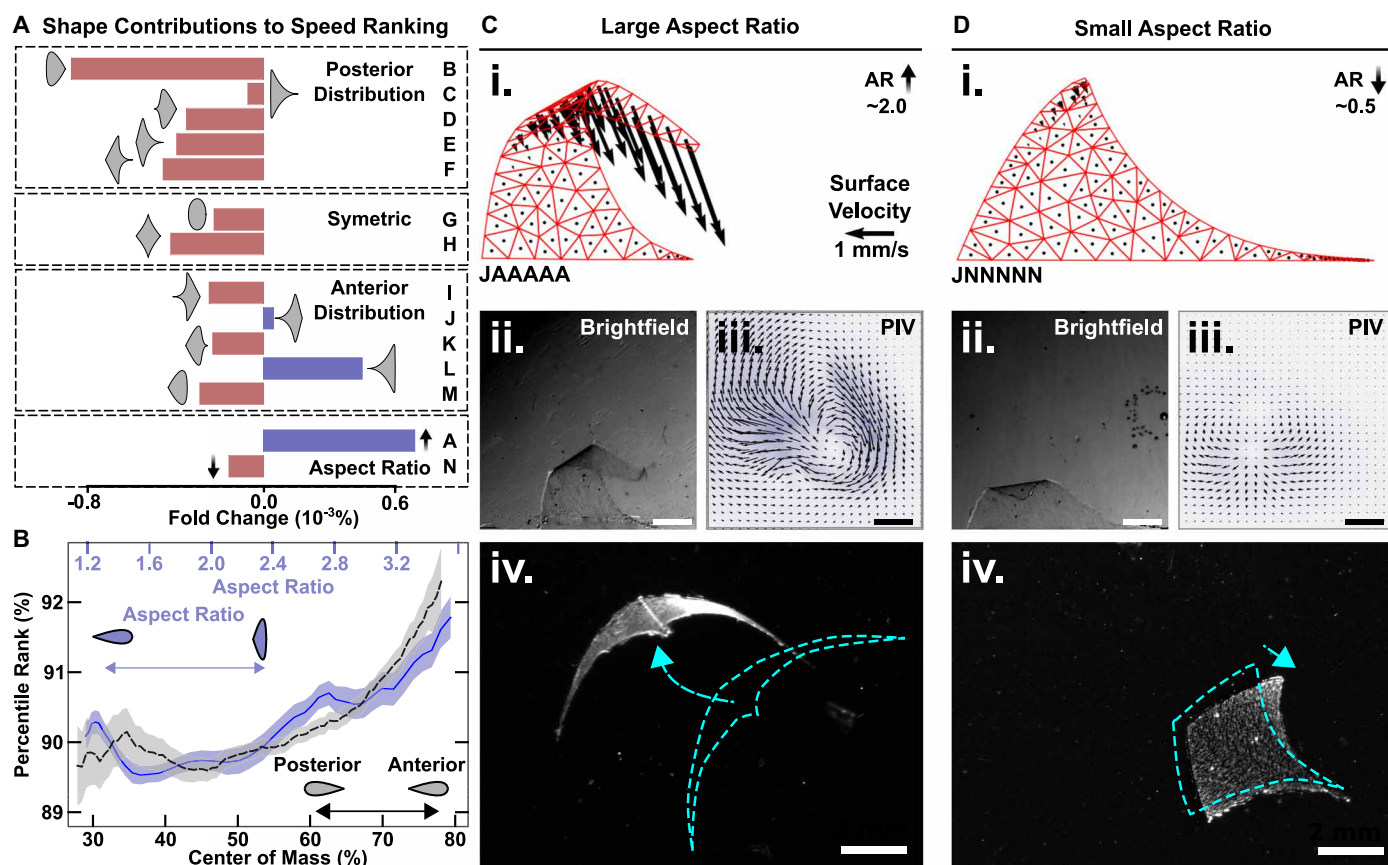 A Shape Contributions to Speed Ranking
Posterior
Distribution
B
C
D
E
F
Symetric
G
H
Anterior
Distribution
I
J
K
L
M
A
Aspect Ratio N
-0.8 0.0 0.6
Fold Change (10-3%)
B
1.2 1.6 2.0 2.4 2.8 3.2
Aspect Ratio
Aspect Ratio
Percentile Rank (%)
92
91
90
89
Posterior Anterior
30 40 50 60 70 80
Center of Mass (%)
C Large Aspect Ratio
i.
AR
~2.0
Surface
Velocity
1 mm/s
JAAAAA
ii. Brightfield
iii. PIV
iv.
2 mm
D Small Aspect Ratio
i.
AR
~0.5
JNNNNN
ii. Brightfield
iii. PIV
iv.
2 mm